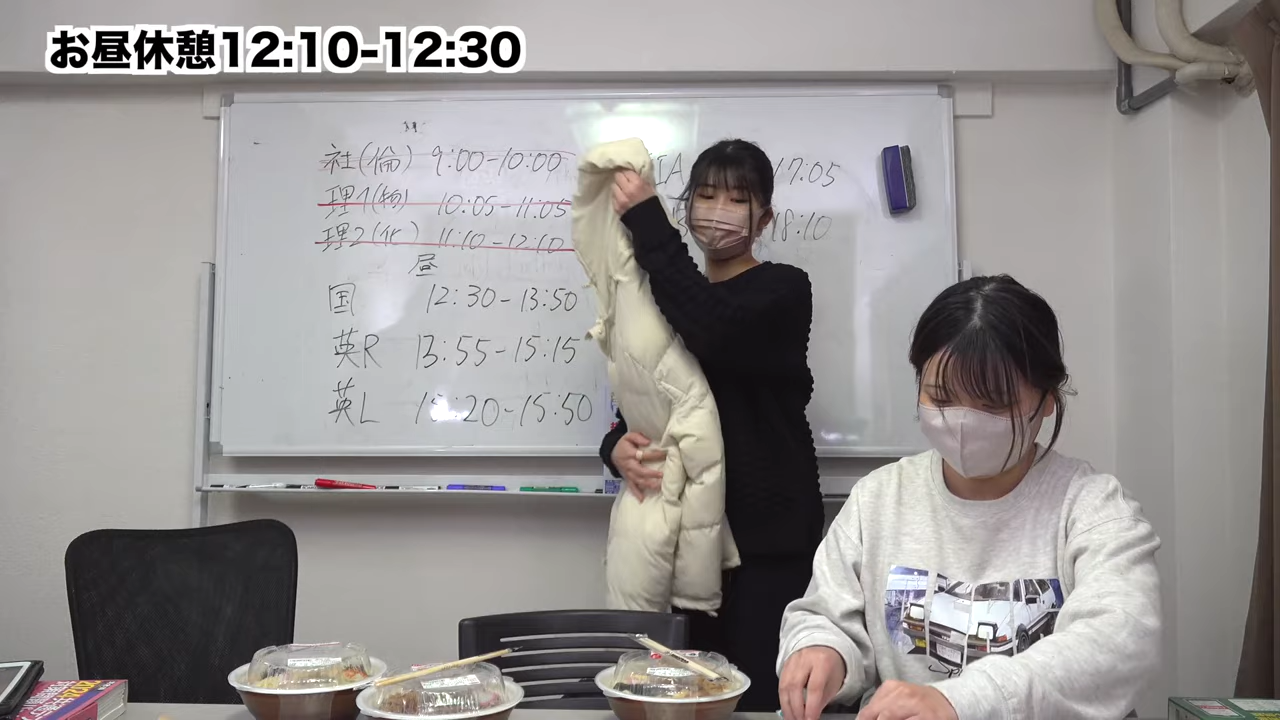 お昼休憩12:10-12:30
社(倫) 9:00-10:00
理1(物) 10:05-11:05
理2(化) 11:10-12:10
昼
国 12:30-13:50
英R 13:55-15:15
英L 15:20-15:50
ⅡA 17:05
18:10